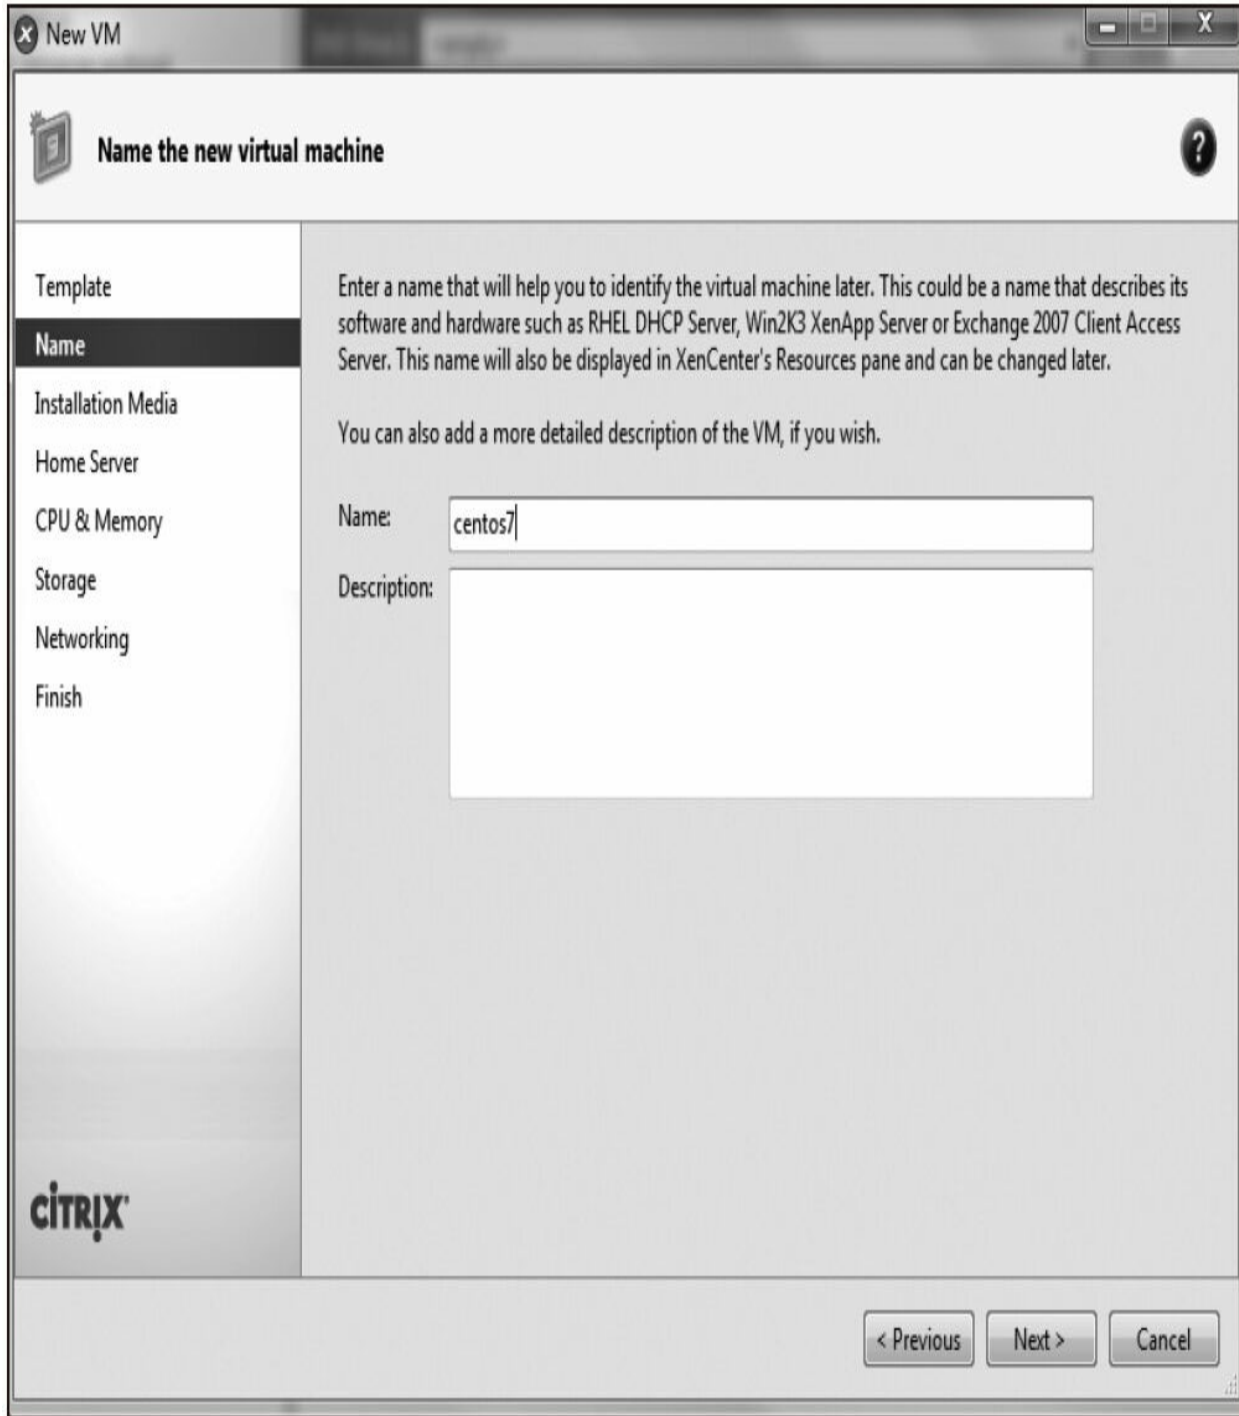 New VM
X
Name the new virtual machine
?
Template
Name
Installation Media
Home Server
CPU & Memory
Storage
Networking
Finish
Enter a name that will help you to identify the virtual machine later. This could be a name that describes its
software and hardware such as RHEL DHCP Server, Win2K3 XenApp Server or Exchange 2007 Client Access
Server. This name will also be displayed in XenCenter's Resources pane and can be changed later.
You can also add a more detailed description of the VM, if you wish.
Name: centos7
Description:
CİTRIX
< Previous Next > Cancel